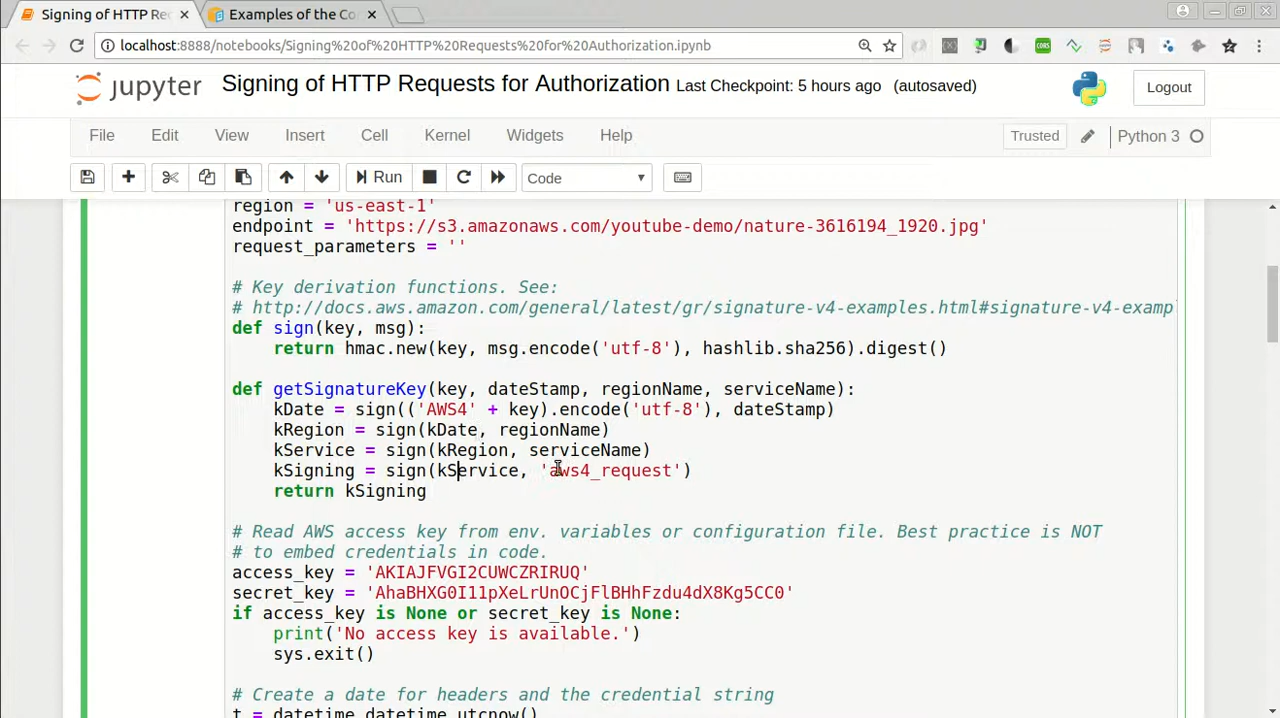 Signing of HTTP Re
Examples of the Co
localhost:8888/notebooks/Signing%20of%20HTTP%20Requests%20for%20Authorization.ipynb
jupyter Signing of HTTP Requests for Authorization Last Checkpoint: 5 hours ago (autosaved)
Logout
File Edit View Insert Cell Kernel Widgets Help
Trusted Python 3
Run Code
region = 'us-east-1'
endpoint = 'https://s3.amazonaws.com/youtube-demo/nature-3616194_1920.jpg'
request_parameters = ''
# Key derivation functions. See:
# http://docs.aws.amazon.com/general/latest/gr/signature-v4-examples.html#signature-v4-examp
def sign(key, msg):
return hmac.new(key, msg.encode('utf-8'), hashlib.sha256).digest()
def getSignatureKey(key, dateStamp, regionName, serviceName):
kDate = sign(('AWS4' + key).encode('utf-8'), dateStamp)
kRegion = sign(kDate, regionName)
kService = sign(kRegion, serviceName)
kSigning = sign(kService, 'aws4_request')
return kSigning
# Read AWS access key from env. variables or configuration file. Best practice is NOT
# to embed credentials in code.
access_key = 'AKIAJFVGI2CUWCZRIRUQ'
secret_key = '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'
if access_key is None or secret_key is None:
print('No access key is available.')
sys.exit()
# Create a date for headers and the credential string
t = datetime.datetime.utcnow()